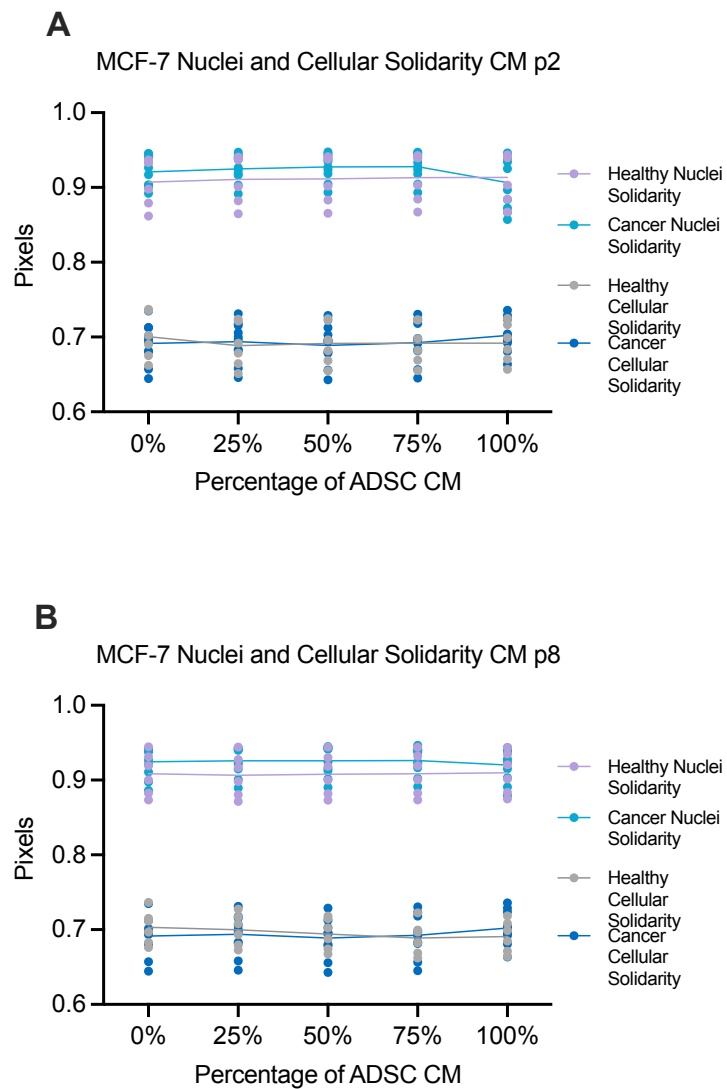 A
MCF-7 Nuclei and Cellular Solidarity CM p2
1.0
0.9
0.8
0.7
0.6
Pixels
0%
25%
50%
75%
100%
Percentage of ADSC CM
Healthy Nuclei
Solidarity
Cancer Nuclei
Solidarity
Healthy
Cellular
Solidarity
Cancer
Cellular
Solidarity
B
MCF-7 Nuclei and Cellular Solidarity CM p8
1.0
0.9
0.8
0.7
0.6
Pixels
0%
25%
50%
75%
100%
Percentage of ADSC CM
Healthy Nuclei
Solidarity
Cancer Nuclei
Solidarity
Healthy
Cellular
Solidarity
Cancer
Cellular
Solidarity